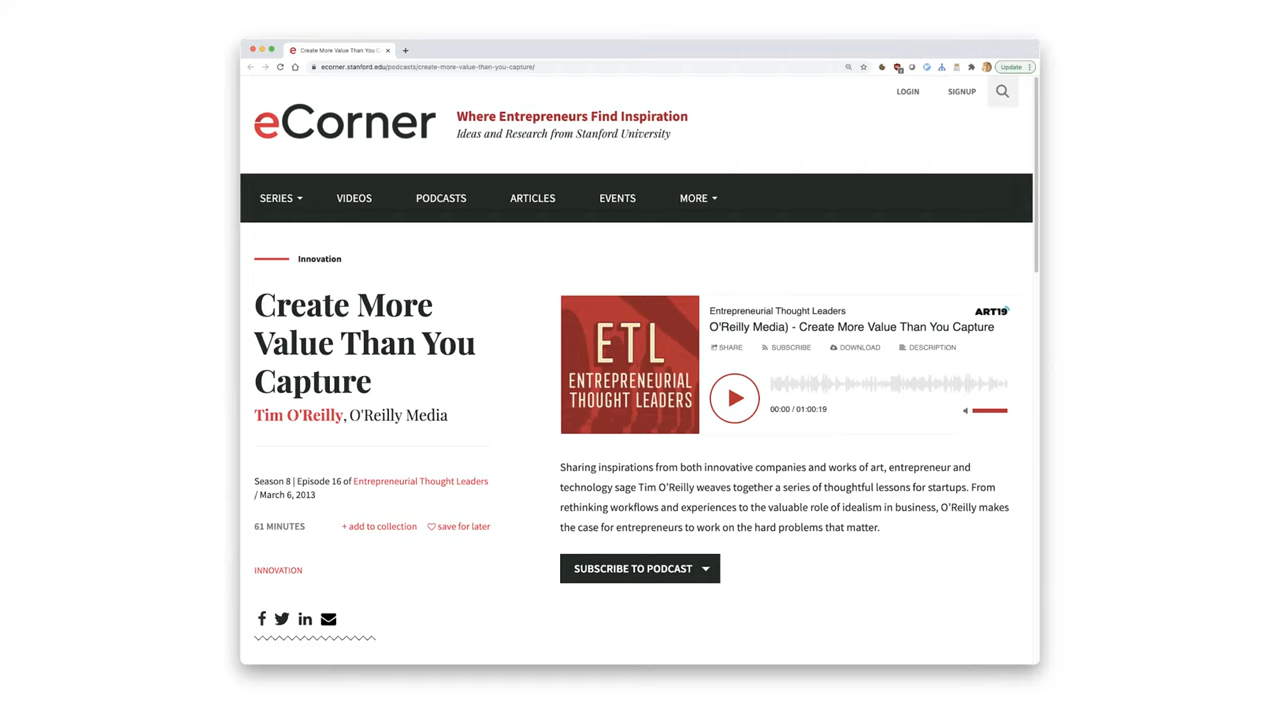 Create More Value Than You C
ecorner.stanford.edu/podcasts/create-more-value-than-you-capture/
Update
LOGIN
SIGNUP
eCorner
Where Entrepreneurs Find Inspiration
Ideas and Research from Stanford University
SERIES
VIDEOS
PODCASTS
ARTICLES
EVENTS
MORE
Innovation
Create More
Value Than You
Capture
Tim O'Reilly, O'Reilly Media
Season 8 | Episode 16 of Entrepreneurial Thought Leaders
/ March 6, 2013
61 MINUTES
+ add to collection
save for later
INNOVATION
ETL
ENTREPRENEURIAL
THOUGHT LEADERS
Entrepreneurial Thought Leaders
ART19
O'Reilly Media) - Create More Value Than You Capture
SHARE
SUBSCRIBE
DOWNLOAD
DESCRIPTION
00:00 / 01:00:19
Sharing inspirations from both innovative companies and works of art, entrepreneur and
technology sage Tim O'Reilly weaves together a series of thoughtful lessons for startups. From
rethinking workflows and experiences to the valuable role of idealism in business, O'Reilly makes
the case for entrepreneurs to work on the hard problems that matter.
SUBSCRIBE TO PODCAST